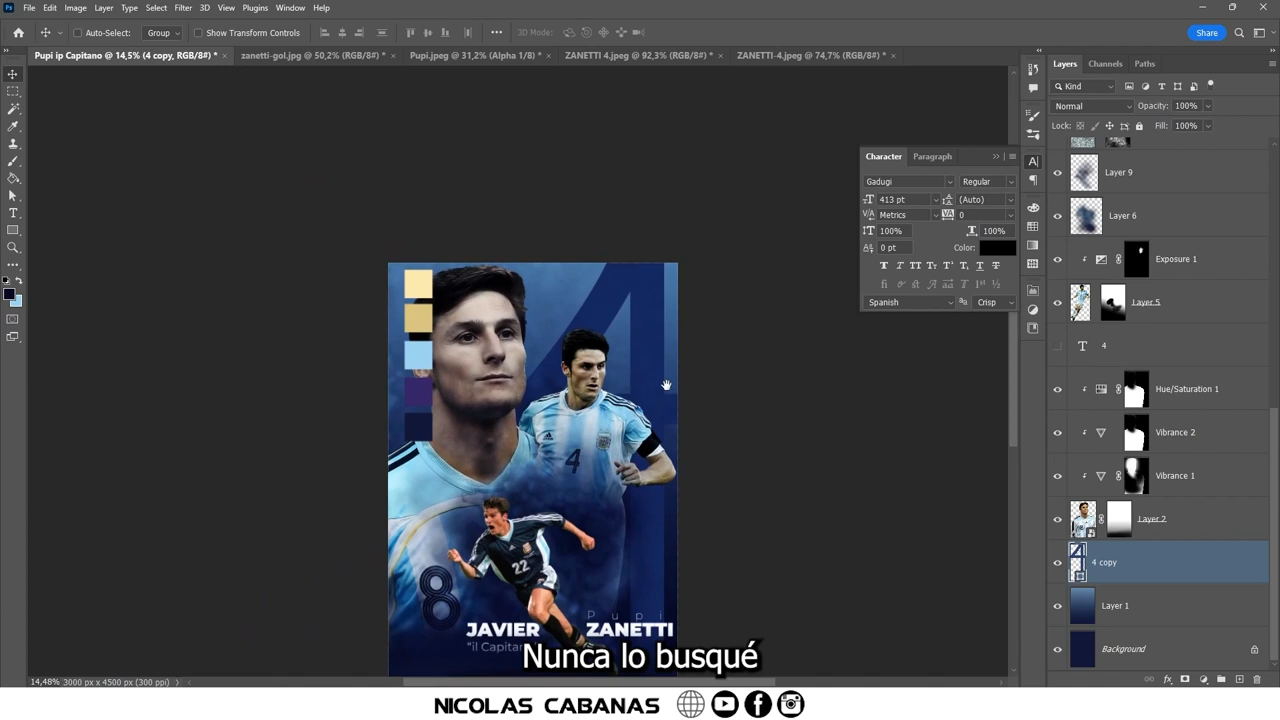 File Edit Image Layer Type Select Filter 3D View Plugins Window Help
Auto-Select: Group Show Transform Controls 3D Mode: Share
Pupi ip Capitano @ 14,5% (4 copy, RGB/8#) * × zanetti-gol.jpg @ 50,2% (RGB/8#) * × Pupi.jpeg @ 31,2% (Alpha 1/8) * × ZANETTI 4.jpeg @ 92,3% (RGB/8#) * × ZANETTI-4.jpeg @ 74,7% (RGB/8#) * ×
Layers Channels Paths
Kind
Normal Opacity: 100%
Lock: Fill: 100%
Character Paragraph
Gadugi Regular
413 pt (Auto)
Metrics 0
100% 100%
0 pt Color:
Spanish Crisp
Layer 9
Layer 6
Exposure 1
Layer 5
4
Hue/Saturation 1
Vibrance 2
Vibrance 1
Layer 2
4 copy
Layer 1
Background
4
4
22
8
Pupi
JAVIER ZANETTI
Nunca lo busqué
14,48% 3000 px x 4500 px (300 ppi)
NICOLAS CABANAS